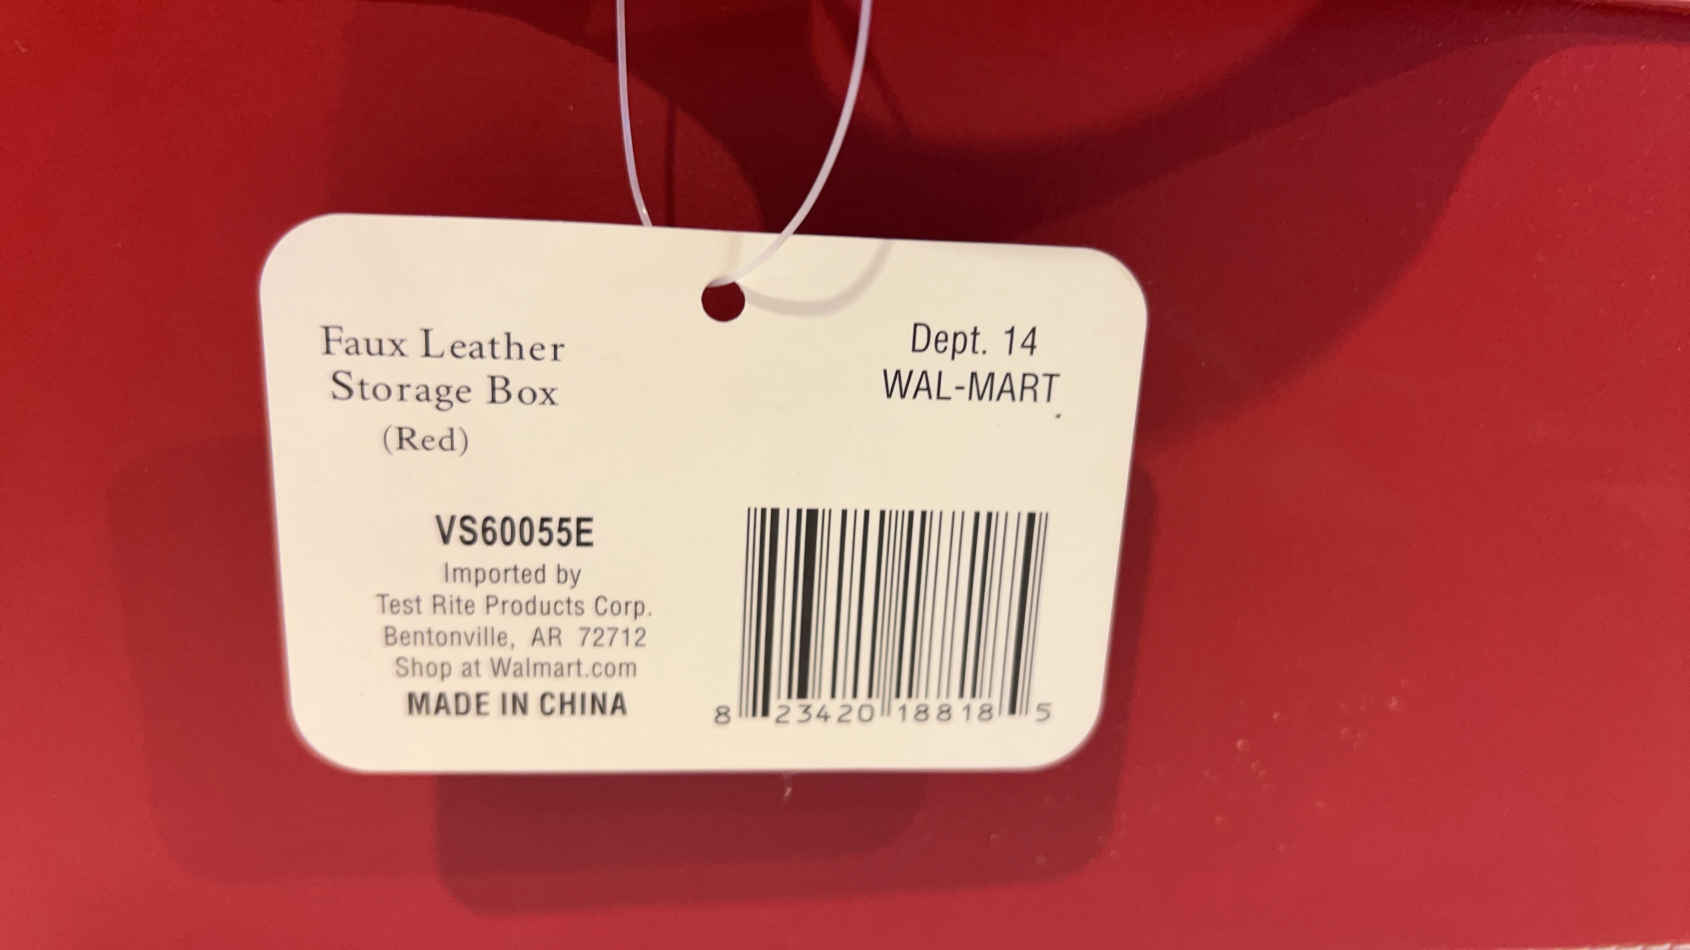 Faux Leather
Storage Box
(Red)
Dept. 14
WAL-MART
VS60055E
Imported by
Test Rite Products Corp.
Bentonville, AR 72712
Shop at Walmart.com
MADE IN CHINA
8 23420 18818 5